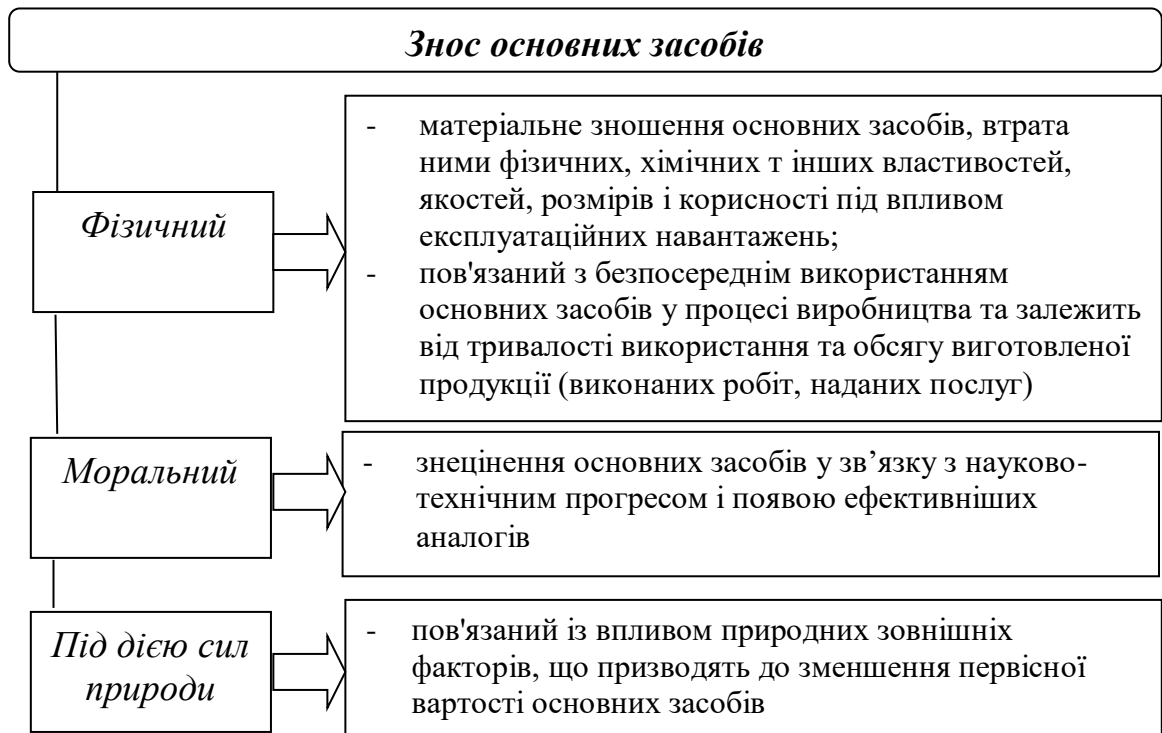 Знос основних засобів
Фізичний
- матеріальне зношення основних засобів, втрата
ними фізичних, хімічних т інших властивостей,
якостей, розмірів і корисності під впливом
експлуатаційних навантажень;
- пов'язаний з безпосереднім використанням
основних засобів у процесі виробництва та залежить
від тривалості використання та обсягу виготовленої
продукції (виконаних робіт, наданих послуг)
Моральний
- знецінення основних засобів у зв’язку з науково-
технічним прогресом і появою ефективніших
аналогів
Під дією сил
природи
- пов'язаний із впливом природних зовнішніх
факторів, що призводять до зменшення первісної
вартості основних засобів